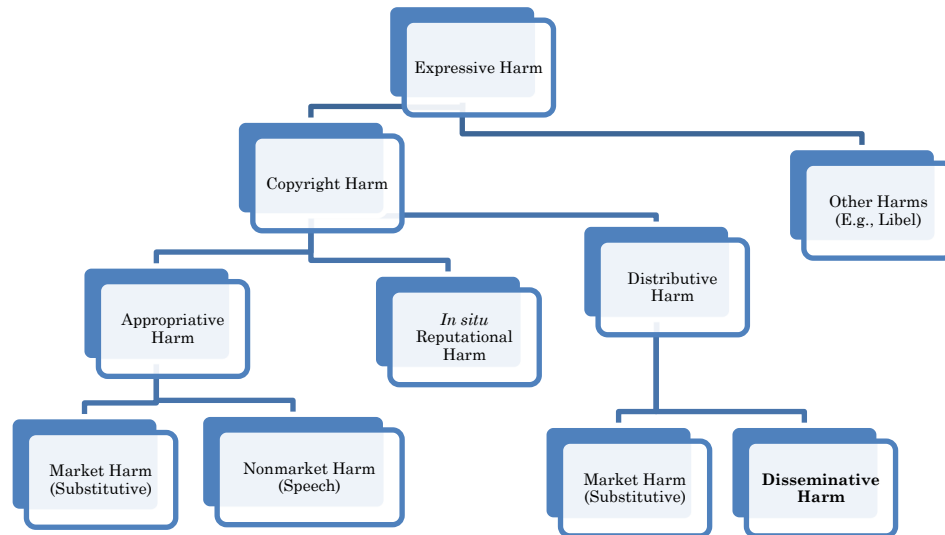 Expressive Harm
Copyright Harm
Other Harms
(E.g., Libel)
Appropriative
Harm
In situ
Reputational
Harm
Distributive
Harm
Market Harm
(Substitutive)
Nonmarket Harm
(Speech)
Market Harm
(Substitutive)
Disseminative
Harm